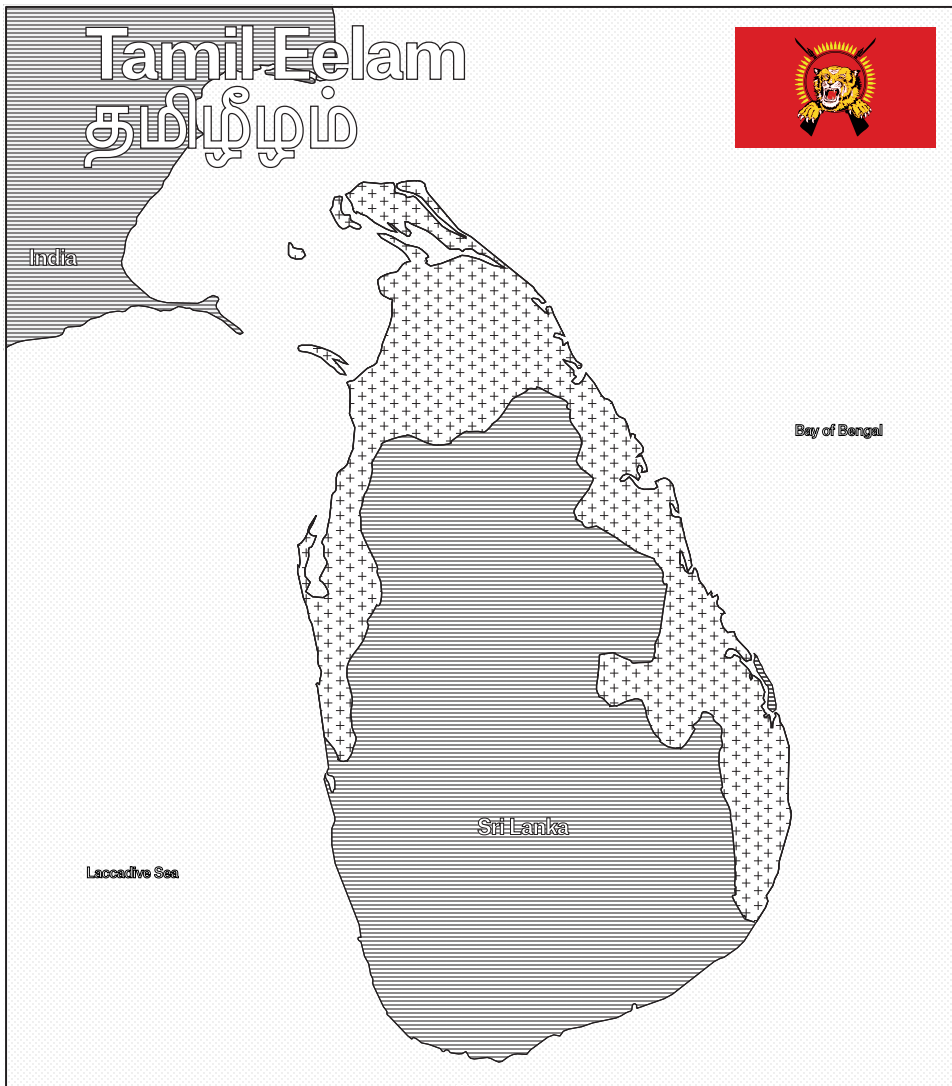 Tamil Eelam
தமிழீழம்
India
Bay of Bengal
Sri Lanka
Laccadive Sea